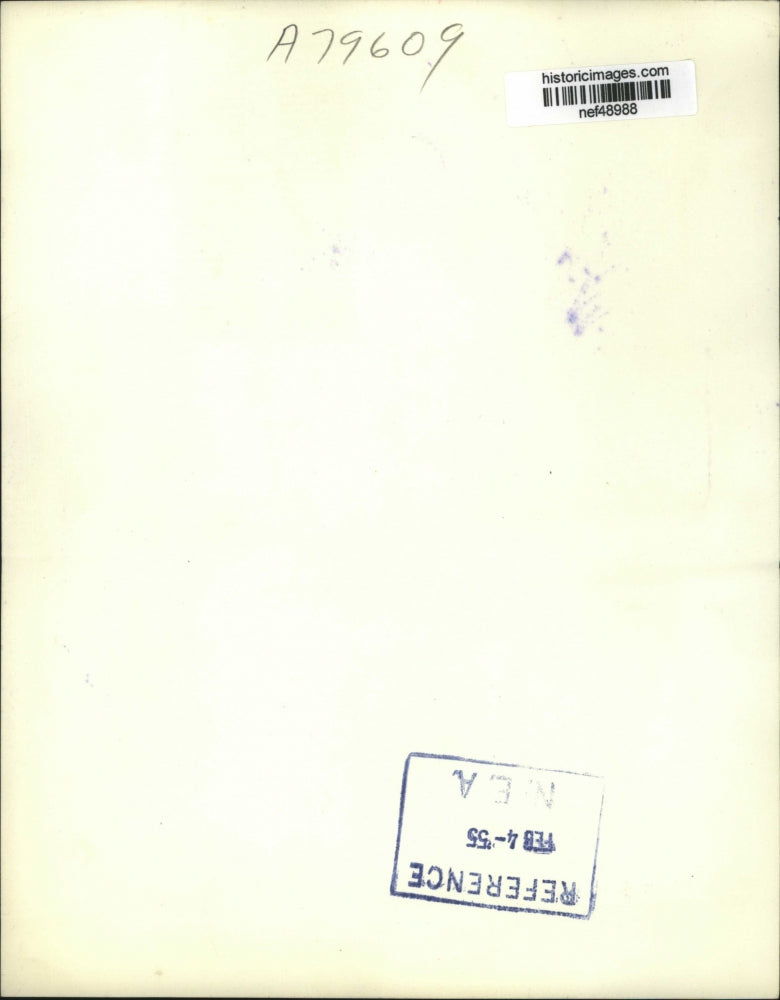 A79609
historicimages.com
nef48988
REFERENCE
FEB 4-'55
N.E.A